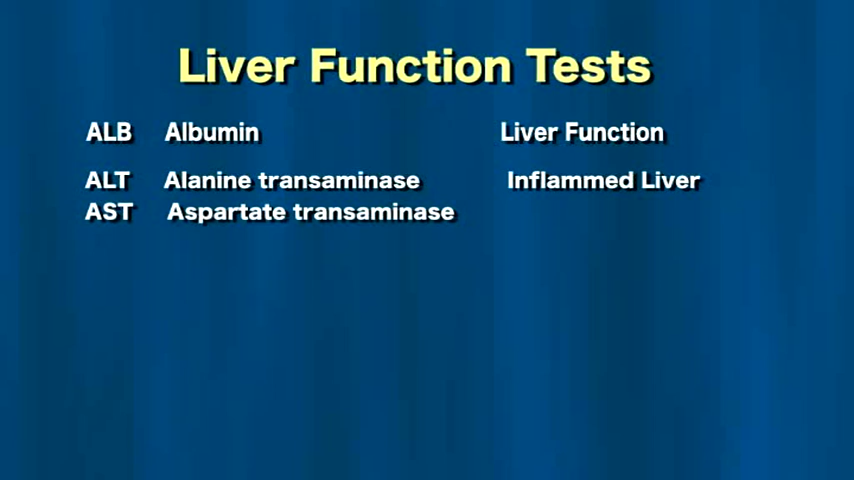 Liver Function Tests
ALB Albumin Liver Function
ALT Alanine transaminase Inflammed Liver
AST Aspartate transaminase